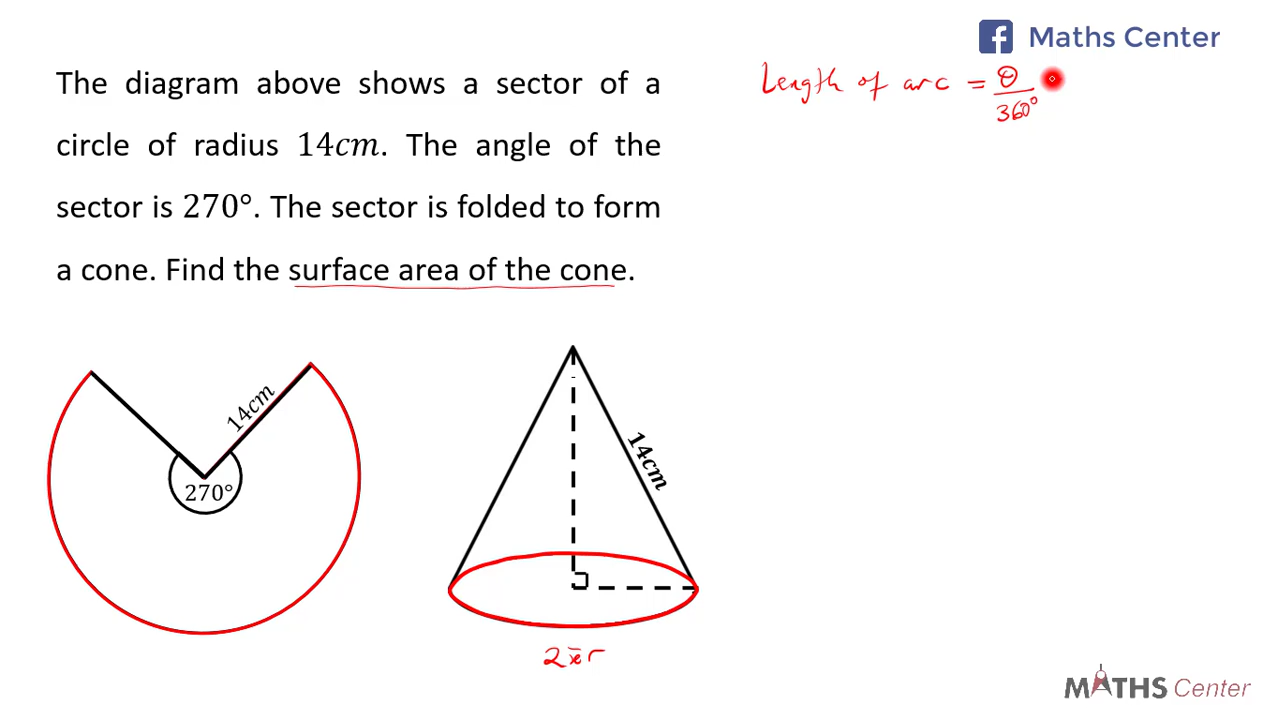 Maths Center
The diagram above shows a sector of a
circle of radius 14cm. The angle of the
sector is 270°. The sector is folded to form
a cone. Find the surface area of the cone.
Length of arc = θ/360°
14cm
270°
14cm
2πr
MATHS Center